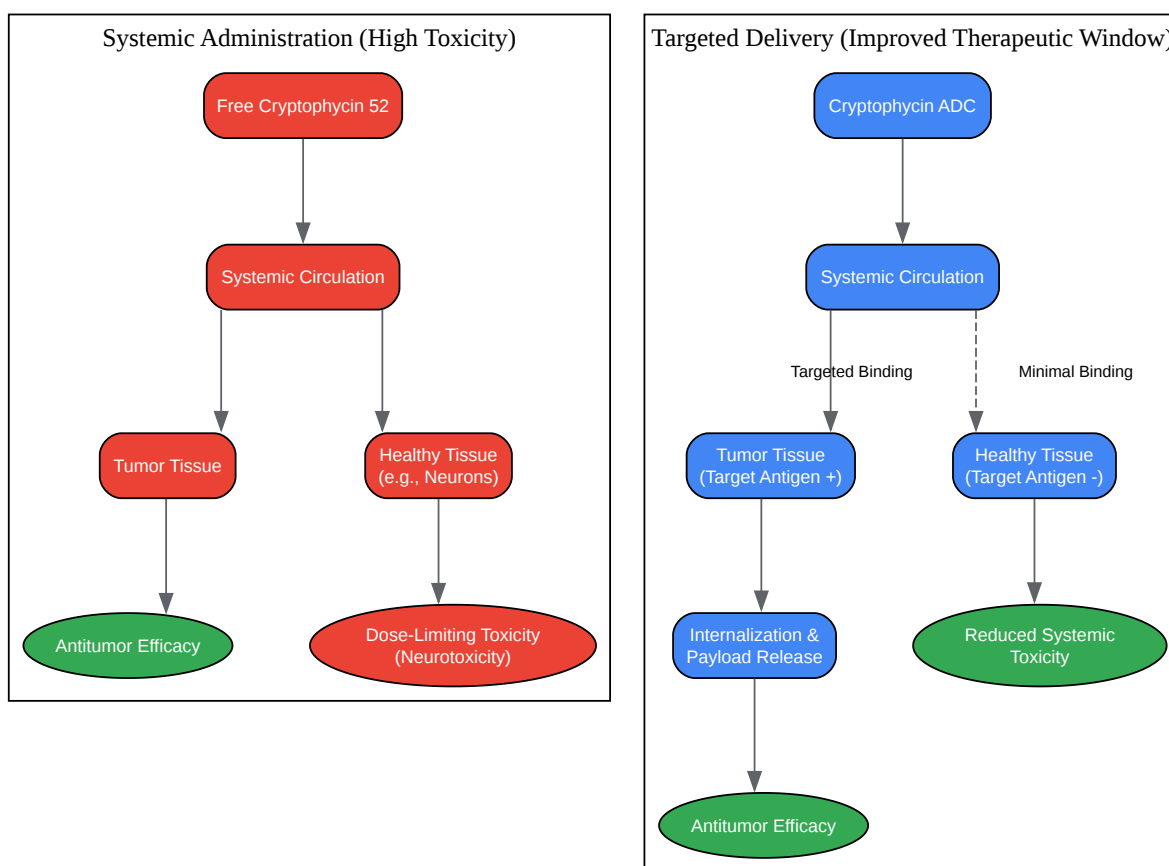 Systemic Administration (High Toxicity)
Free Cryptophycin 52
Systemic Circulation
Tumor Tissue
Healthy Tissue
(e.g., Neurons)
Antitumor Efficacy
Dose-Limiting Toxicity
(Neurotoxicity)
Targeted Delivery (Improved Therapeutic Window)
Cryptophycin ADC
Systemic Circulation
Targeted Binding
Minimal Binding
Tumor Tissue
(Target Antigen +)
Healthy Tissue
(Target Antigen -)
Internalization &
Payload Release
Reduced Systemic
Toxicity
Antitumor Efficacy